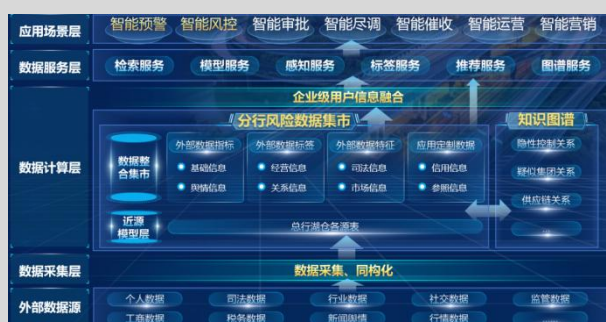 应用场景层 智能预警 智能风控 智能审批 智能尽调 智能催收 智能运营 智能营销
数据服务层 检索服务 模型服务 感知服务 标签服务 推荐服务 图谱服务
企业级用户信息融合
分行风险数据集市 知识图谱
外部数据指标 外部数据标签 外部数据特征 应用定制数据 隐性控制关系
数据计算层 数据整合集市 基础信息 经营信息 司法信息 信用信息 疑似集团关系
舆情信息 关系信息 市场信息 参照信息 供应链关系
近源模型层 总行湖仓各源表 ...
数据采集层 数据采集、同构化
外部数据源 个人数据 司法数据 行业数据 社交数据 监管数据
工商数据 税务数据 新闻舆情 行情数据